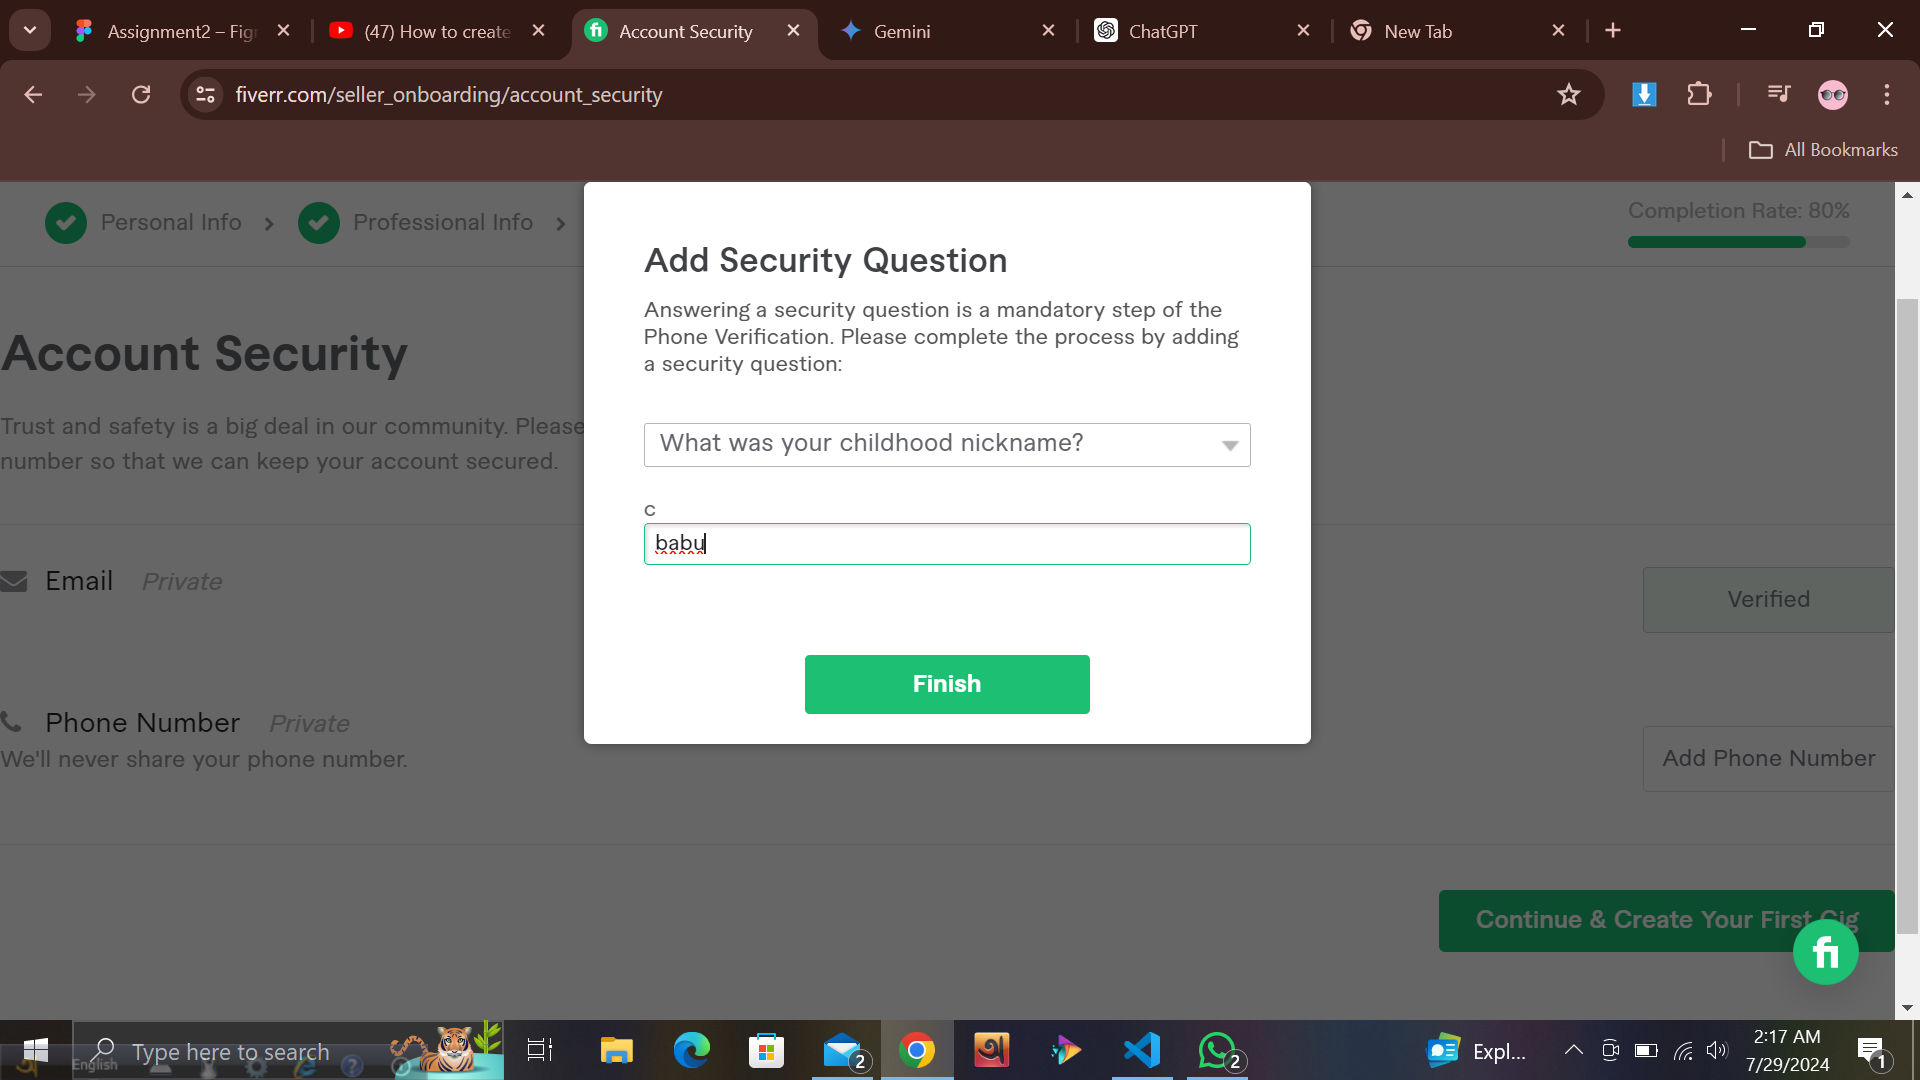 Assignment2 – Fig
(47) How to create
Account Security
Gemini
ChatGPT
New Tab
fiverr.com/seller_onboarding/account_security
All Bookmarks
Personal Info
Professional Info
Completion Rate: 80%
Add Security Question
Answering a security question is a mandatory step of the
Phone Verification. Please complete the process by adding
a security question:
Account Security
Trust and safety is a big deal in our community. Please
number so that we can keep your account secured.
What was your childhood nickname?
C
babu
Email Private
Verified
Finish
Phone Number Private
We'll never share your phone number.
Add Phone Number
Continue & Create Your First Gig
fi
Type here to search
English
2
2
Expl...
2:17 AM
7/29/2024
1